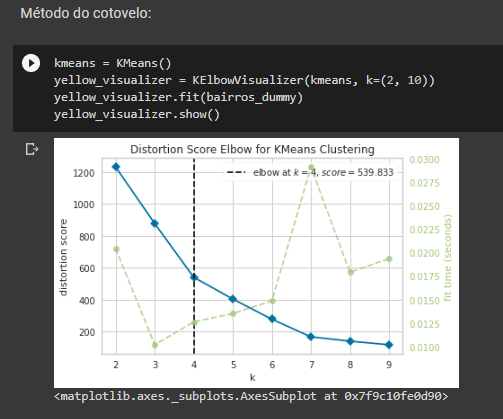 Método do cotovelo:
kmeans = KMeans()
yellow_visualizer = KElbowVisualizer(kmeans, k=(2, 10))
yellow_visualizer.fit(bairros_dummy)
yellow_visualizer.show()
Distortion Score Elbow for KMeans Clustering
elbow at k = 4, score = 539.833
distortion score
1200
1000
800
600
400
200
0.0300
0.0275
0.0250
0.0225
0.0200
0.0175
0.0150
0.0125
0.0100
fit time (seconds)
2 3 4 5 6 7 8 9
k
<matplotlib.axes._subplots.AxesSubplot at 0x7f9c10fe0d90>